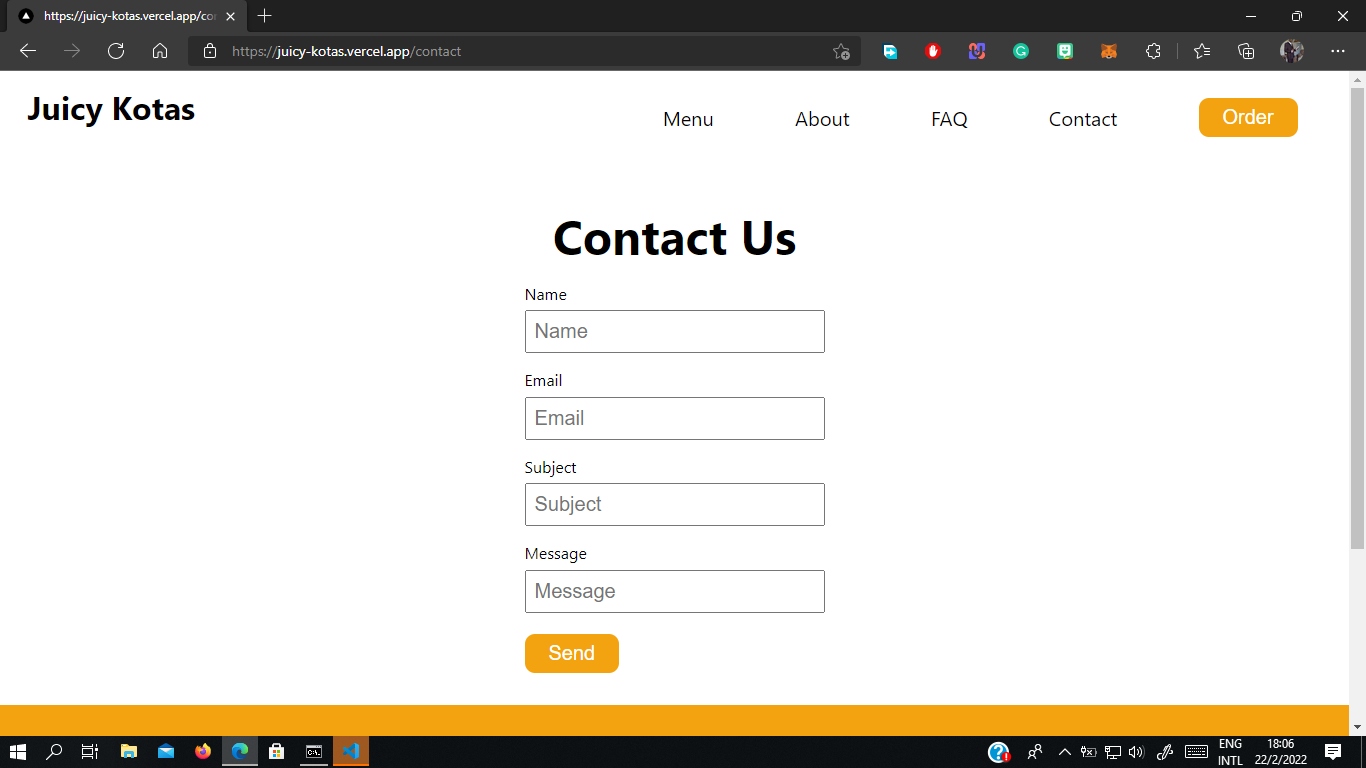 https://juicy-kotas.vercel.app/con
https://juicy-kotas.vercel.app/contact
Juicy Kotas
Menu
About
FAQ
Contact
Order
Contact Us
Name
Name
Email
Email
Subject
Subject
Message
Message
Send
ENG
INTL
18:06
22/2/2022